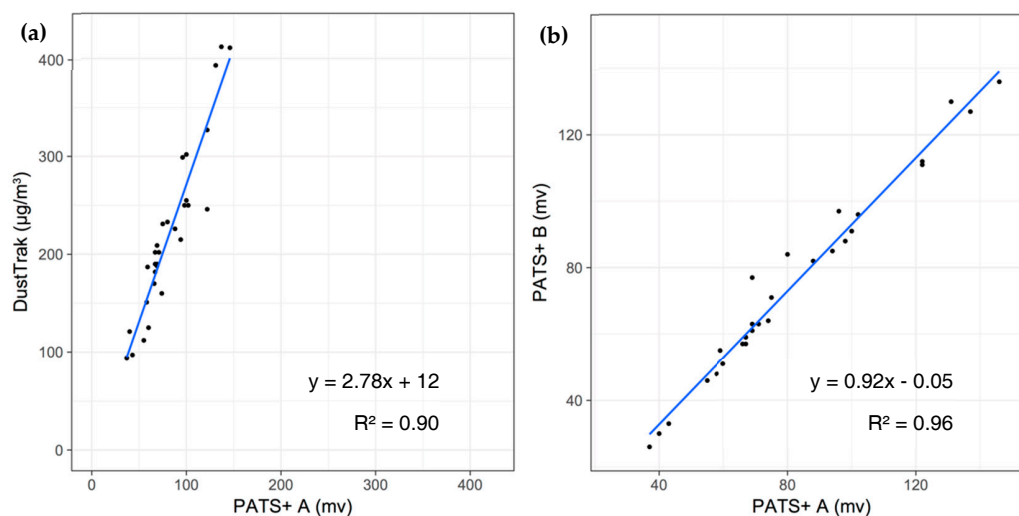 (a)
400
300
200
100
0
DustTrak (µg/m³)
y = 2.78x + 12
R² = 0.90
0 100 200 300 400
PATS+ A (mv)
(b)
120
80
40
PATS+ B (mv)
y = 0.92x - 0.05
R² = 0.96
40 80 120
PATS+ A (mv)